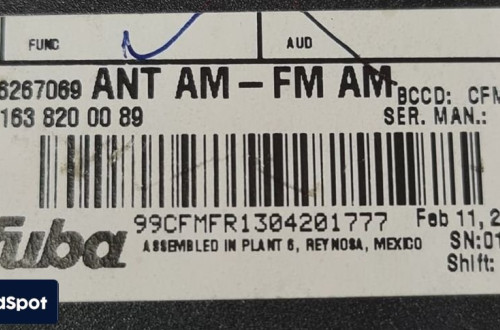 FUNC AUD
6267069 ANT AM-FM AM BCCD: CFM
163 820 00 89 SER. MAN.:
99CFMFR1304201777 Feb 11, 2
fuba ASSEMBLED IN PLANT 6, REYNOSA, MEXICO SN:01
Shift:
dSpot